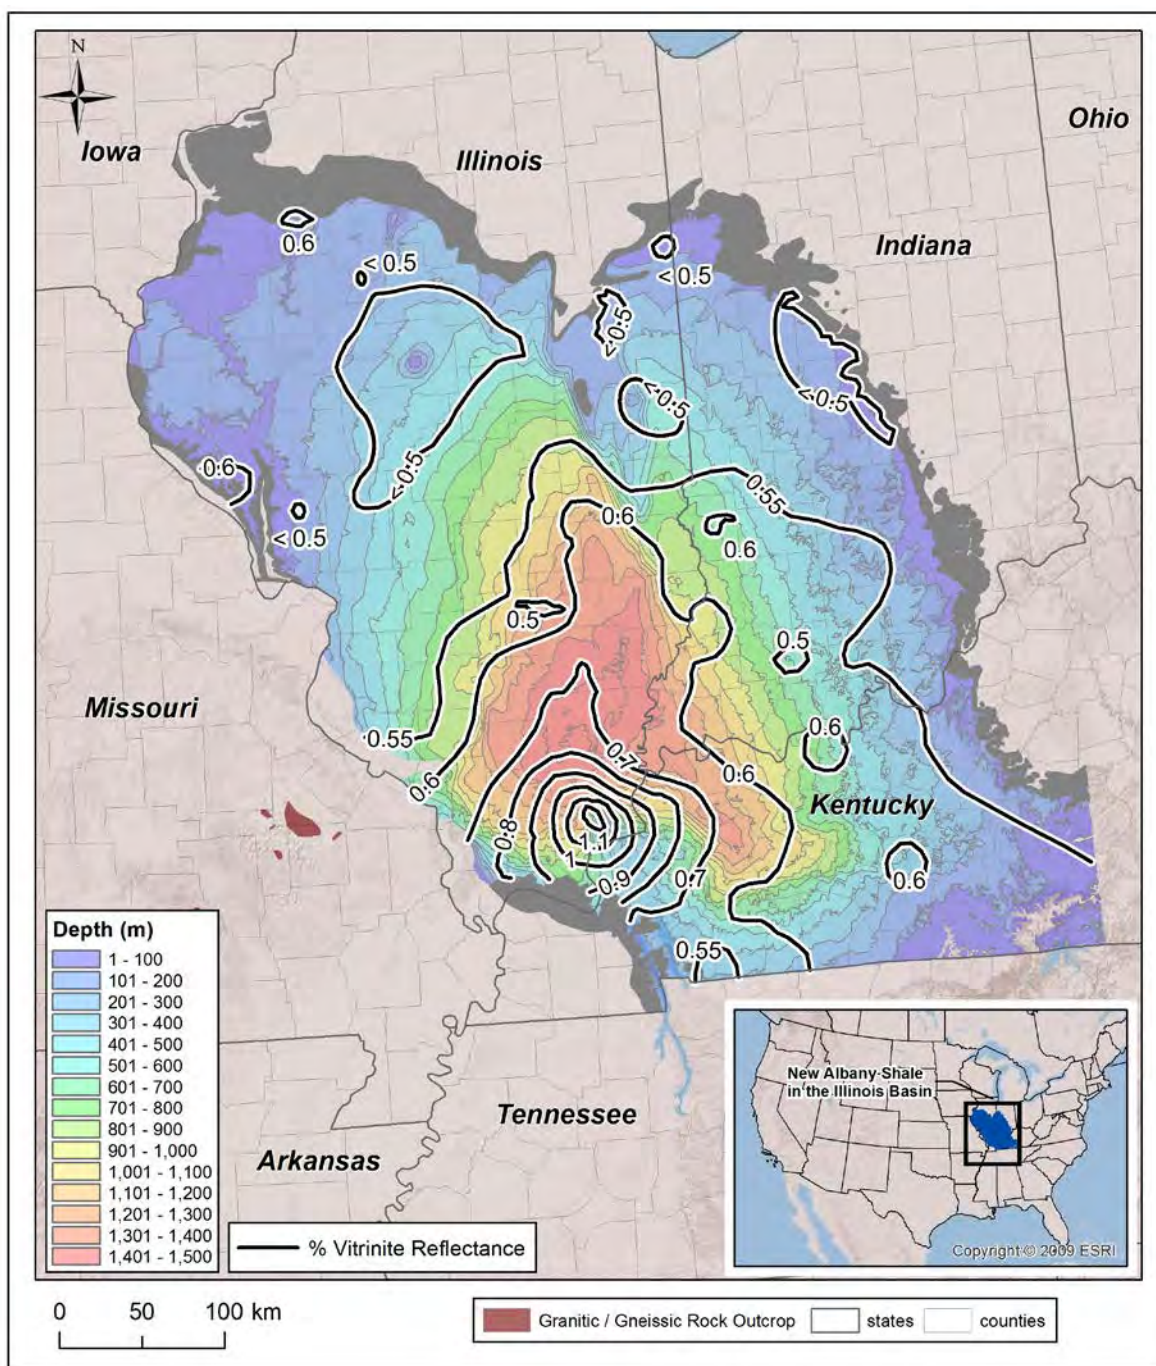 N
Iowa
Illinois
Ohio
Indiana
0.6
< 0.5
< 0.5
<0.5
<0.5
<0.5
<0.5
0.6
< 0.5
0.55
0.6
0.6
0.5
0.5
Missouri
0.55
0.6
0.7
0.6
0.6
Kentucky
0.8
1.1
1
0.9
0.7
0.6
0.55
Depth (m)
1 - 100
101 - 200
201 - 300
301 - 400
401 - 500
501 - 600
601 - 700
701 - 800
801 - 900
901 - 1,000
1,001 - 1,100
1,101 - 1,200
1,201 - 1,300
1,301 - 1,400
1,401 - 1,500
Tennessee
Arkansas
% Vitrinite Reflectance
New Albany Shale
in the Illinois Basin
Copyright:© 2009 ESRI
0 50 100 km
Granitic / Gneissic Rock Outcrop states counties